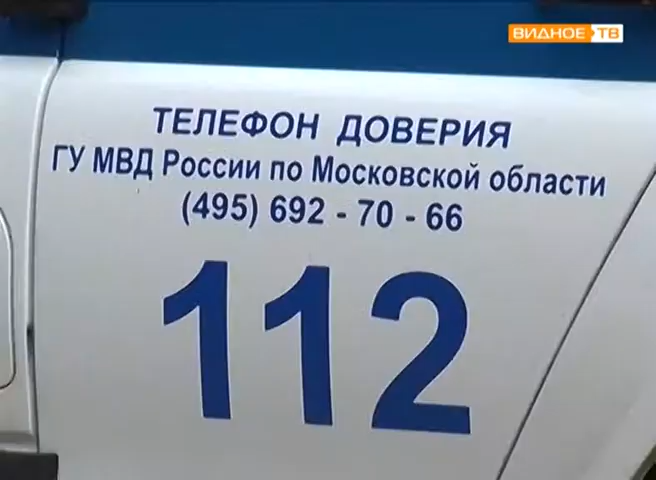 ВИДНОЕ ТВ
ТЕЛЕФОН ДОВЕРИЯ
ГУ МВД России по Московской области
(495) 692 - 70 - 66
112